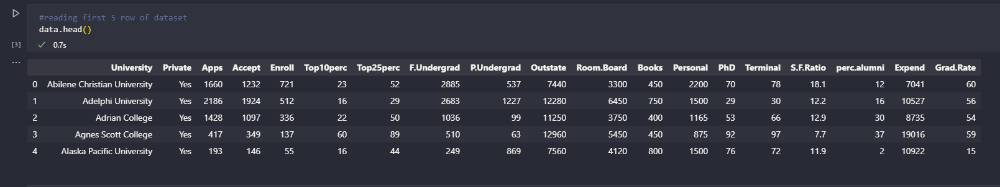 #reading first 5 row of dataset
data.head()
[3] 0.7s
...
University Private Apps Accept Enroll Top10perc Top25perc F.Undergrad P.Undergrad Outstate Room.Board Books Personal PhD Terminal S.F.Ratio perc.alumni Expend Grad.Rate
0 Abilene Christian University Yes 1660 1232 721 23 52 2885 537 7440 3300 450 2200 70 78 18.1 12 7041 60
1 Adelphi University Yes 2186 1924 512 16 29 2683 1227 12280 6450 750 1500 29 30 12.2 16 10527 56
2 Adrian College Yes 1428 1097 336 22 50 1036 99 11250 3750 400 1165 53 66 12.9 30 8735 54
3 Agnes Scott College Yes 417 349 137 60 89 510 63 12960 5450 450 875 92 97 7.7 37 19016 59
4 Alaska Pacific University Yes 193 146 55 16 44 249 869 7560 4120 800 1500 76 72 11.9 2 10922 15